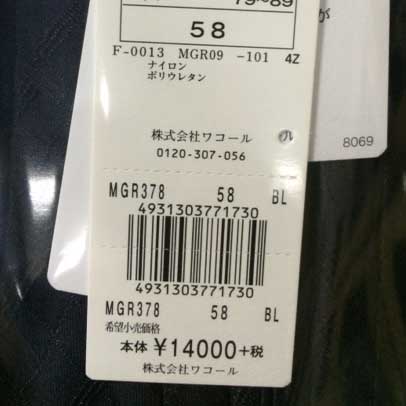 79~89
58
F-0013 MGR09 -101 4Z
ナイロン
ポリウレタン
株式会社ワコール
0120-307-056
8069
MGR378 58 BL
4931303771730
4931303771730
MGR378 58 BL
希望小売価格
本体 ¥14000+税
株式会社ワコール